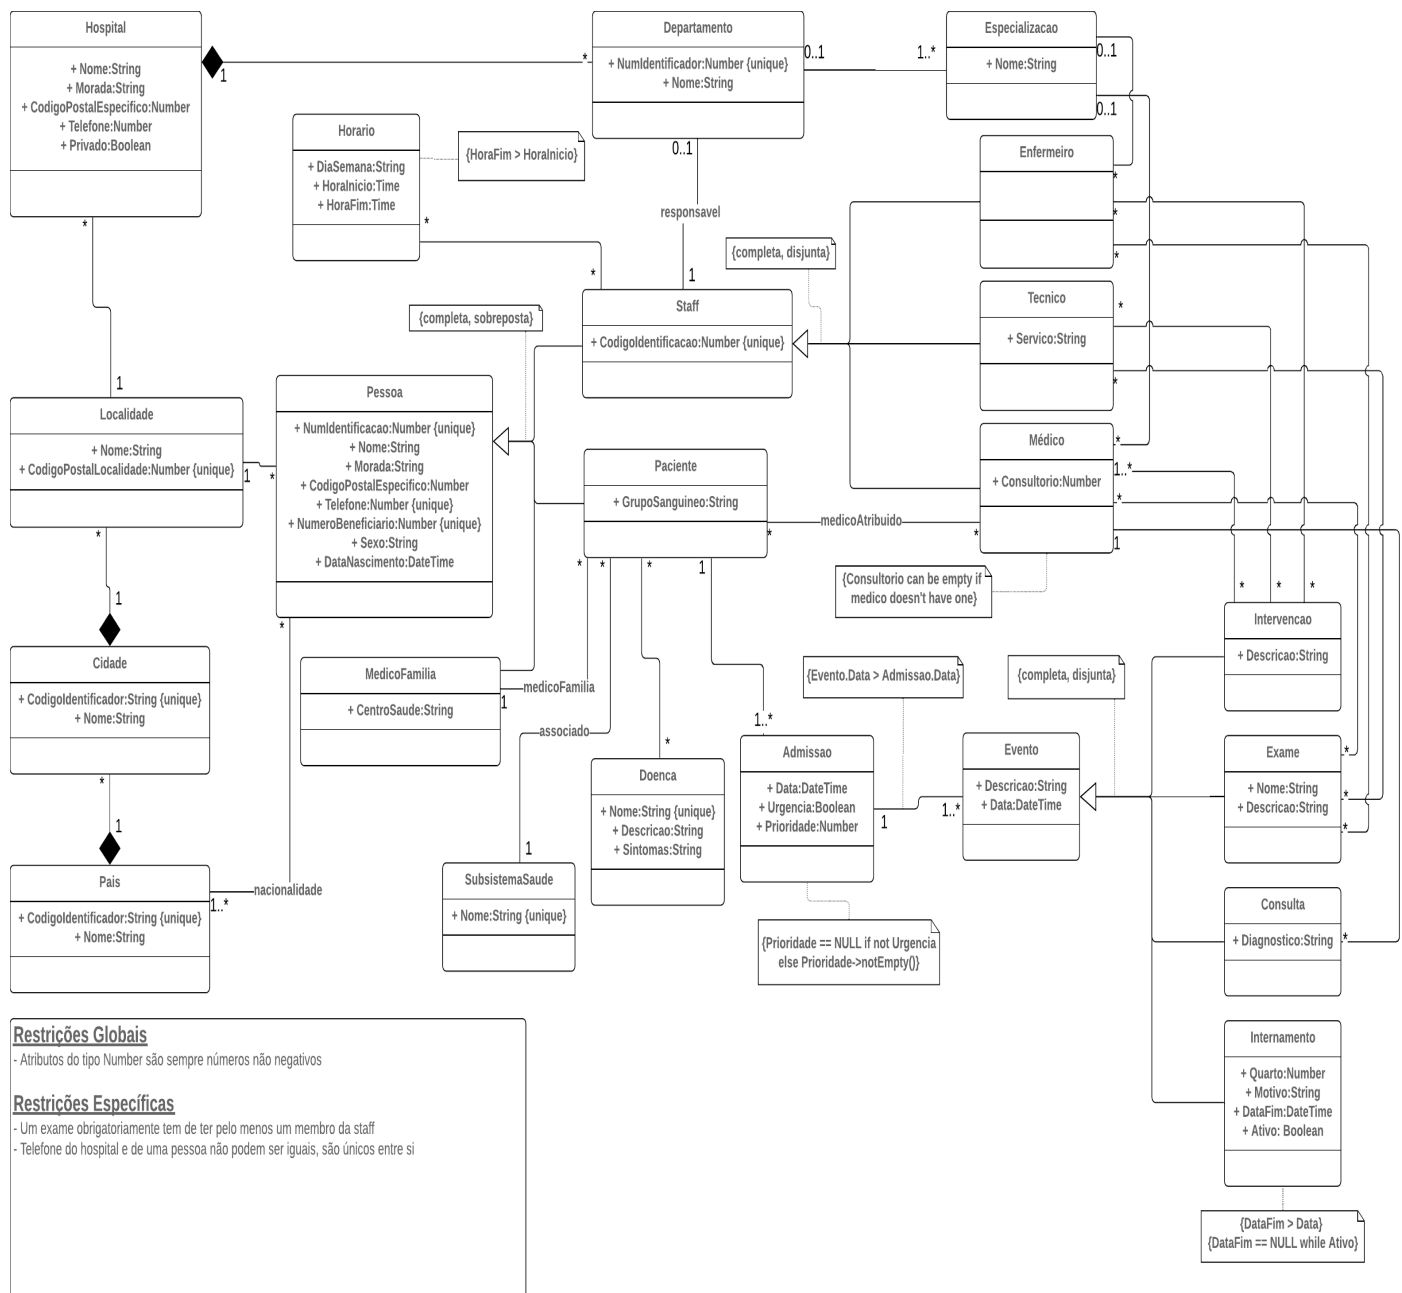 Hospital
+ Nome:String
+ Morada:String
+ CodigoPostalEspecifico:Number
+ Telefone:Number
+ Privado:Boolean
1
*
Departamento
+ NumIdentificador:Number {unique}
+ Nome:String
0..1
1..*
Especializacao
+ Nome:String
0..1
0..1
Horario
+ DiaSemana:String
+ HoraInicio:Time
+ HoraFim:Time
{HoraFim > HoraInicio}
*
*
0..1
responsavel
1
Enfermeiro
*
*
*
{completa, disjunta}
Staff
+ CodigoIdentificacao:Number {unique}
Tecnico
+ Servico:String
*
*
{completa, sobreposta}
*
1
Localidade
+ Nome:String
+ CodigoPostalLocalidade:Number {unique}
1
*
Pessoa
+ NumIdentificacao:Number {unique}
+ Nome:String
+ Morada:String
+ CodigoPostalEspecifico:Number
+ Telefone:Number {unique}
+ NumeroBeneficiario:Number {unique}
+ Sexo:String
+ DataNascimento:DateTime
Paciente
+ GrupoSanguineo:String
*
medicoAtribuido
*
Médico
+ Consultorio:Number
*
1..*
*
1
{Consultorio can be empty if
medico doesn't have one}
*
*
*
1
*
*
*
Intervencao
+ Descricao:String
*
1
Cidade
+ CodigoIdentificador:String {unique}
+ Nome:String
*
MedicoFamilia
+ CentroSaude:String
medicoFamilia
1
associado
1
*
1..*
{Evento.Data > Admissao.Data}
{completa, disjunta}
Doenca
+ Nome:String {unique}
+ Descricao:String
+ Sintomas:String
Admissao
+ Data:DateTime
+ Urgencia:Boolean
+ Prioridade:Number
1
1..*
Evento
+ Descricao:String
+ Data:DateTime
Exame
+ Nome:String
+ Descricao:String
*
*
*
*
1
Pais
+ CodigoIdentificador:String {unique}
+ Nome:String
nacionalidade
1..*
SubsistemaSaude
+ Nome:String {unique}
{Prioridade == NULL if not Urgencia
else Prioridade->notEmpty()}
Consulta
+ Diagnostico:String
*
Internamento
+ Quarto:Number
+ Motivo:String
+ DataFim:DateTime
+ Ativo: Boolean
{DataFim > Data}
{DataFim == NULL while Ativo}
Restrições Globais
- Atributos do tipo Number são sempre números não negativos
Restrições Específicas
- Um exame obrigatoriamente tem de ter pelo menos um membro da staff
- Telefone do hospital e de uma pessoa não podem ser iguais, são únicos entre si